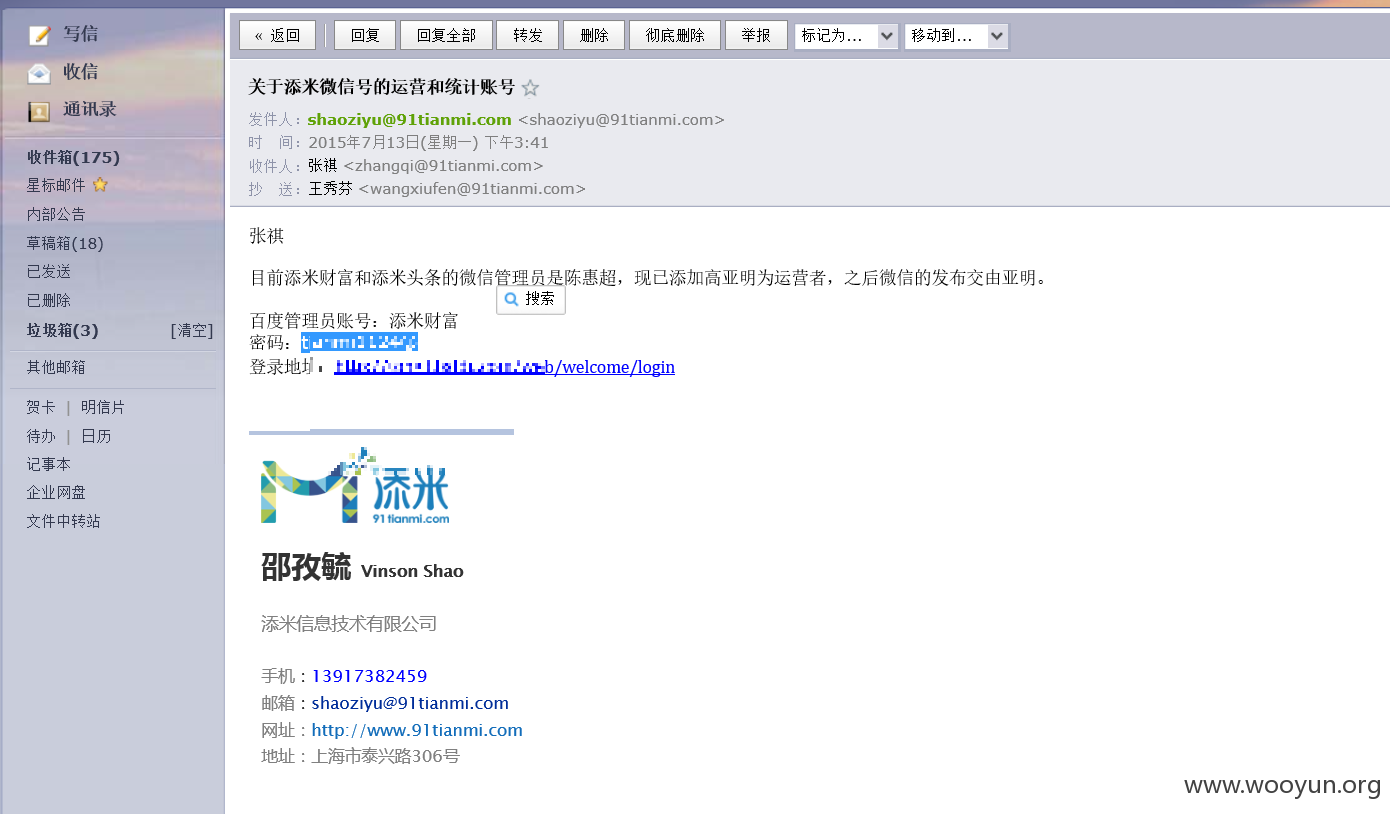 写信
收信
通讯录
收件箱(175)
星标邮件
内部公告
草稿箱(18)
已发送
已删除
垃圾箱(3) [清空]
其他邮箱
贺卡 | 明信片
待办 | 日历
记事本
企业网盘
文件中转站
« 返回 回复 回复全部 转发 删除 彻底删除 举报 标记为... 移动到...
关于添米微信号的运营和统计账号
发件人：shaoziyu@91tianmi.com <shaoziyu@91tianmi.com>
时 间：2015年7月13日(星期一) 下午3:41
收件人：张祺 <zhangqi@91tianmi.com>
抄 送：王秀芬 <wangxiufen@91tianmi.com>
张祺
目前添米财富和添米头条的微信管理员是陈惠超，现已添加高亚明为运营者，之后微信的发布交由亚明。
搜索
百度管理员账号：添米财富
密码：
登录地址 b/welcome/login
添米
91tianmi.com
邵孜毓 Vinson Shao
添米信息技术有限公司
手机：13917382459
邮箱：shaoziyu@91tianmi.com
网址：http://www.91tianmi.com
地址：上海市泰兴路306号
www.wooyun.org